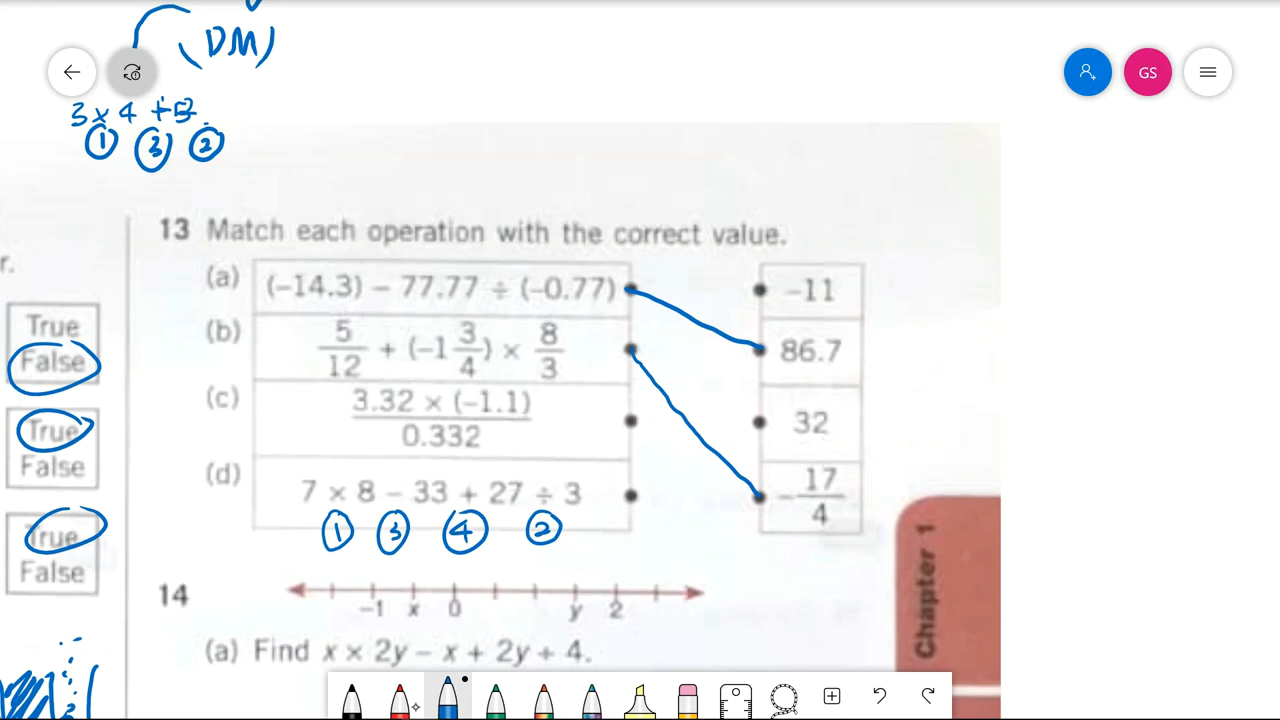 (DM)
GS
3 x 4 ÷
① ③ ②
13 Match each operation with the correct value.
r.
(a) (−14.3) − 77.77 ÷ (−0.77)
−11
True
False
(b) 5/12 + (−1 3/4) × 8/3
86.7
(c) 3.32 × (−1.1) / 0.332
32
True
False
(d) 7 × 8 − 33 + 27 ÷ 3
−17/4
① ③ ④ ②
True
False
Chapter 1
14
−1 x 0 y 2
(a) Find x × 2y − x + 2y + 4.